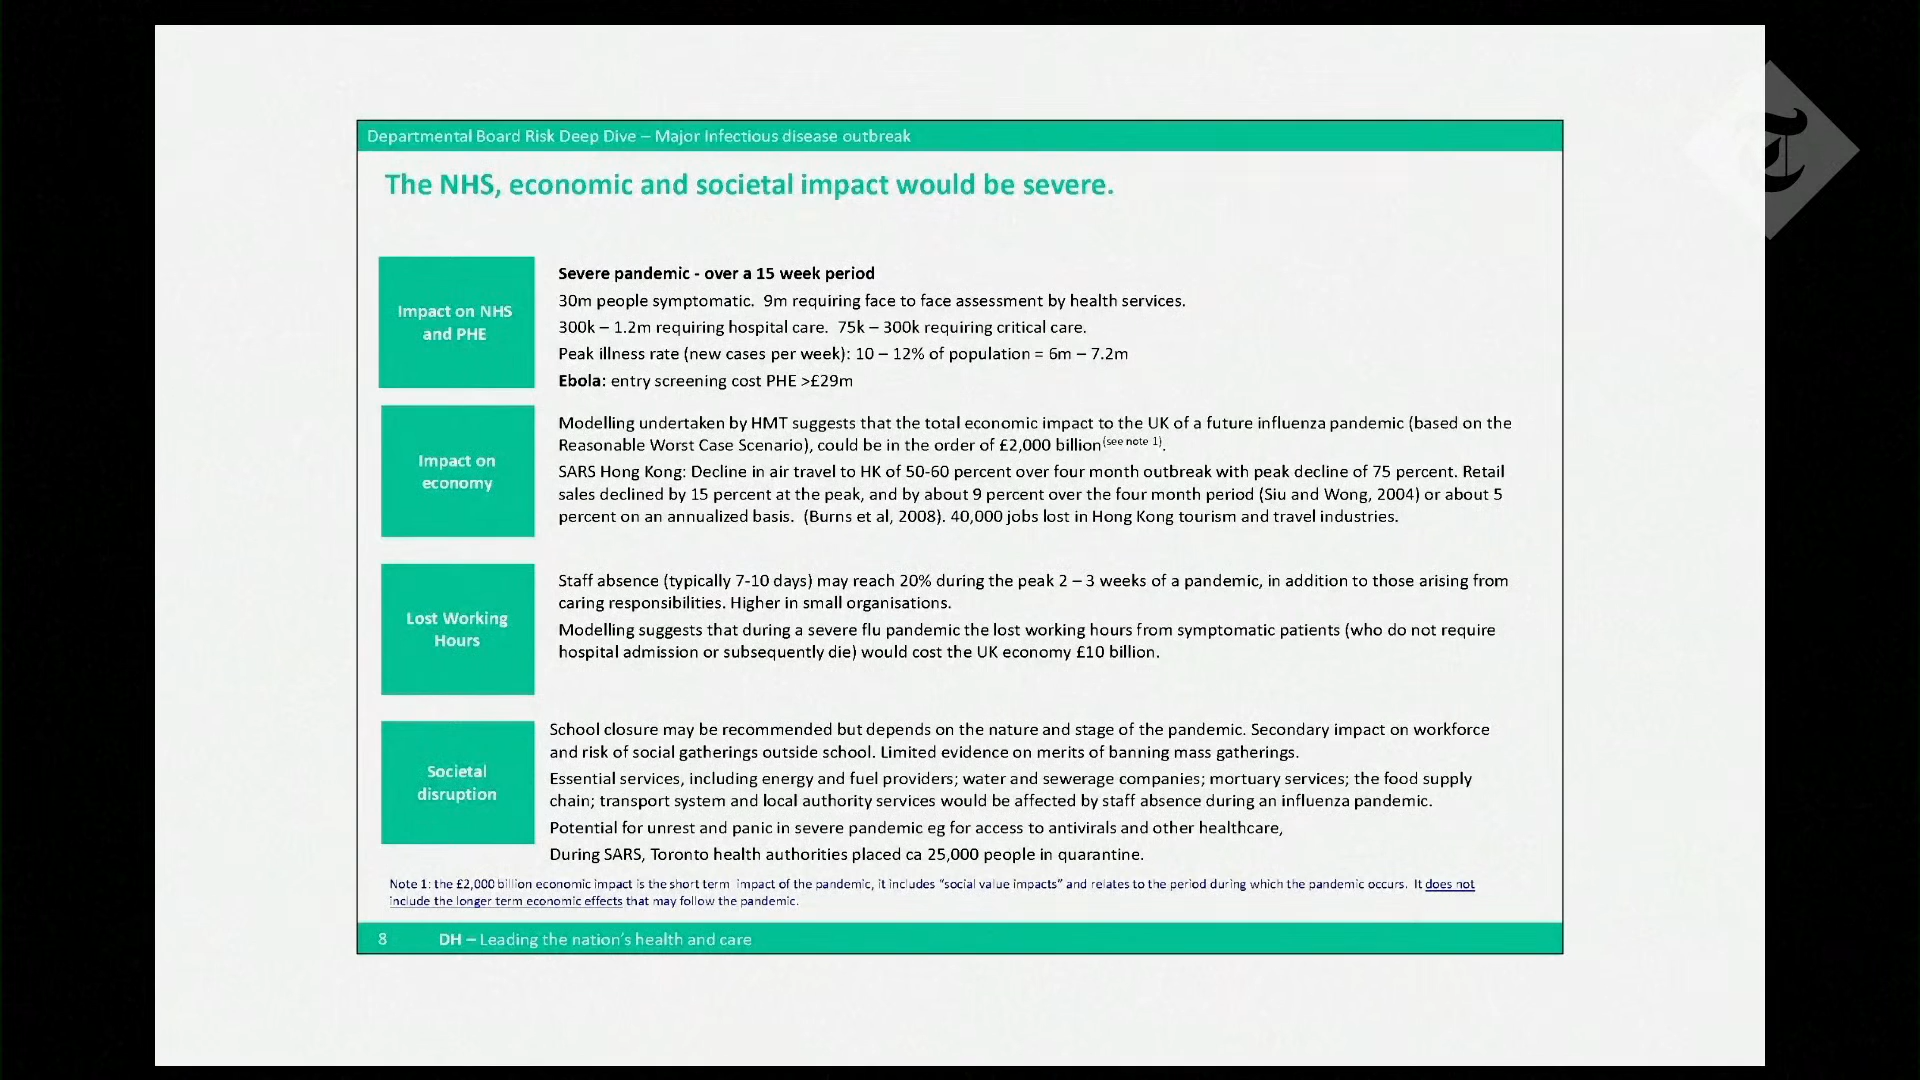 Departmental Board Risk Deep Dive – Major Infectious disease outbreak
The NHS, economic and societal impact would be severe.
Impact on NHS
and PHE
Severe pandemic - over a 15 week period
30m people symptomatic.  9m requiring face to face assessment by health services.
300k – 1.2m requiring hospital care.  75k – 300k requiring critical care.
Peak illness rate (new cases per week): 10 – 12% of population = 6m – 7.2m
Ebola: entry screening cost PHE >£29m
Impact on
economy
Modelling undertaken by HMT suggests that the total economic impact to the UK of a future influenza pandemic (based on the
Reasonable Worst Case Scenario), could be in the order of £2,000 billion(see note 1).
SARS Hong Kong: Decline in air travel to HK of 50-60 percent over four month outbreak with peak decline of 75 percent. Retail
sales declined by 15 percent at the peak, and by about 9 percent over the four month period (Siu and Wong, 2004) or about 5
percent on an annualized basis.  (Burns et al, 2008). 40,000 jobs lost in Hong Kong tourism and travel industries.
Lost Working
Hours
Staff absence (typically 7-10 days) may reach 20% during the peak 2 – 3 weeks of a pandemic, in addition to those arising from
caring responsibilities. Higher in small organisations.
Modelling suggests that during a severe flu pandemic the lost working hours from symptomatic patients (who do not require
hospital admission or subsequently die) would cost the UK economy £10 billion.
Societal
disruption
School closure may be recommended but depends on the nature and stage of the pandemic. Secondary impact on workforce
and risk of social gatherings outside school. Limited evidence on merits of banning mass gatherings.
Essential services, including energy and fuel providers; water and sewerage companies; mortuary services; the food supply
chain; transport system and local authority services would be affected by staff absence during an influenza pandemic.
Potential for unrest and panic in severe pandemic eg for access to antivirals and other healthcare,
During SARS, Toronto health authorities placed ca 25,000 people in quarantine.
Note 1: the £2,000 billion economic impact is the short term  impact of the pandemic, it includes "social value impacts" and relates to the period during which the pandemic occurs.  It does not
include the longer term economic effects that may follow the pandemic.
8 DH – Leading the nation's health and care
T